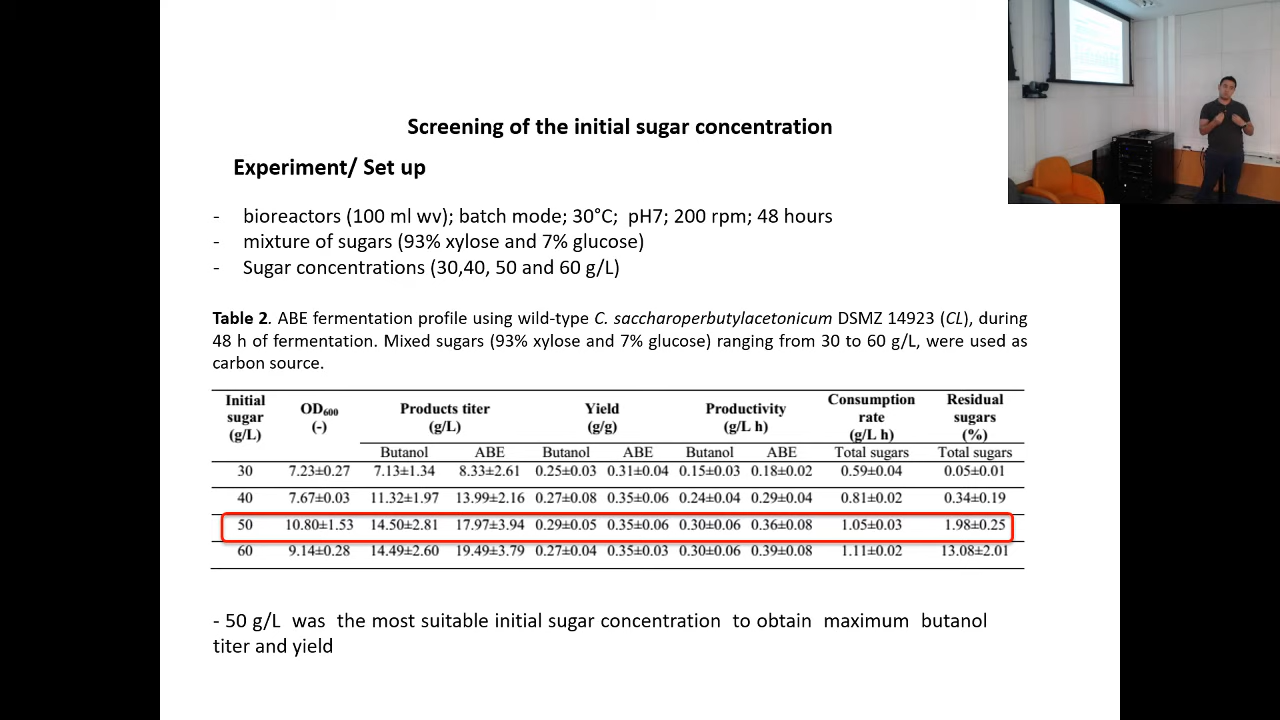 Screening of the initial sugar concentration
Experiment/ Set up
- bioreactors (100 ml wv); batch mode; 30°C; pH7; 200 rpm; 48 hours
- mixture of sugars (93% xylose and 7% glucose)
- Sugar concentrations (30,40, 50 and 60 g/L)
Table 2. ABE fermentation profile using wild-type C. saccharoperbutylacetonicum DSMZ 14923 (CL), during
48 h of fermentation. Mixed sugars (93% xylose and 7% glucose) ranging from 30 to 60 g/L, were used as
carbon source.
Initial sugar (g/L) OD600 (-) Products titer (g/L) Yield (g/g) Productivity (g/L h) Consumption rate (g/L h) Residual sugars (%)
Butanol ABE Butanol ABE Butanol ABE Total sugars Total sugars
30 7.23±0.27 7.13±1.34 8.33±2.61 0.25±0.03 0.31±0.04 0.15±0.03 0.18±0.02 0.59±0.04 0.05±0.01
40 7.67±0.03 11.32±1.97 13.99±2.16 0.27±0.08 0.35±0.06 0.24±0.04 0.29±0.04 0.81±0.02 0.34±0.19
50 10.80±1.53 14.50±2.81 17.97±3.94 0.29±0.05 0.35±0.06 0.30±0.06 0.36±0.08 1.05±0.03 1.98±0.25
60 9.14±0.28 14.49±2.60 19.49±3.79 0.27±0.04 0.35±0.03 0.30±0.06 0.39±0.08 1.11±0.02 13.08±2.01
- 50 g/L was the most suitable initial sugar concentration to obtain maximum butanol
titer and yield